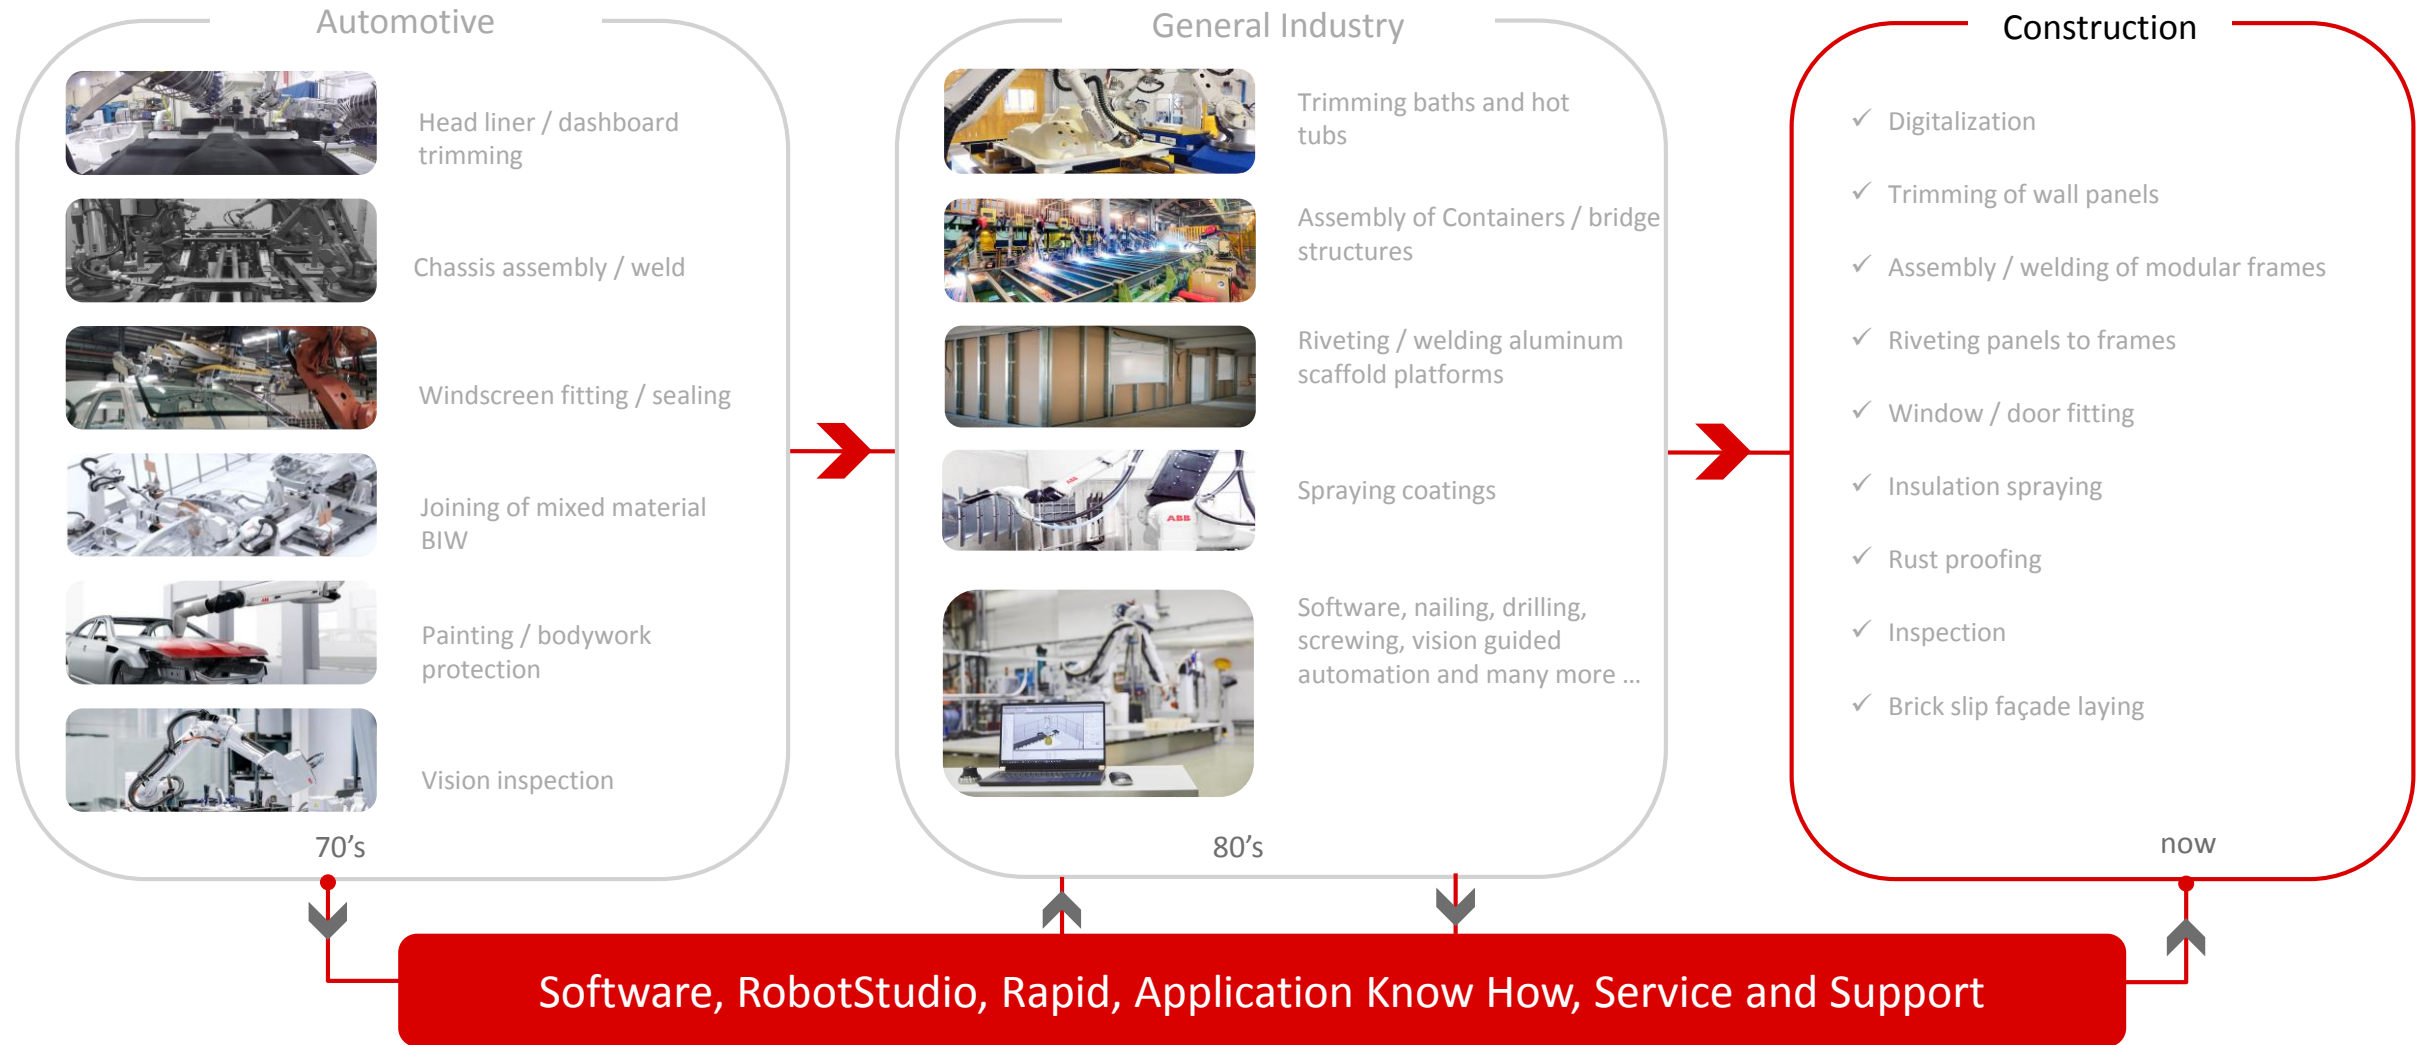 Automotive
Head liner / dashboard
trimming
Chassis assembly / weld
Windscreen fitting / sealing
Joining of mixed material
BIW
Painting / bodywork
protection
Vision inspection
70’s
General Industry
Trimming baths and hot
tubs
Assembly of Containers / bridge
structures
Riveting / welding aluminum
scaffold platforms
Spraying coatings
ABB
ABB
Software, nailing, drilling,
screwing, vision guided
automation and many more ...
80’s
Construction
✓ Digitalization
✓ Trimming of wall panels
✓ Assembly / welding of modular frames
✓ Riveting panels to frames
✓ Window / door fitting
✓ Insulation spraying
✓ Rust proofing
✓ Inspection
✓ Brick slip façade laying
now
Software, RobotStudio, Rapid, Application Know How, Service and Support